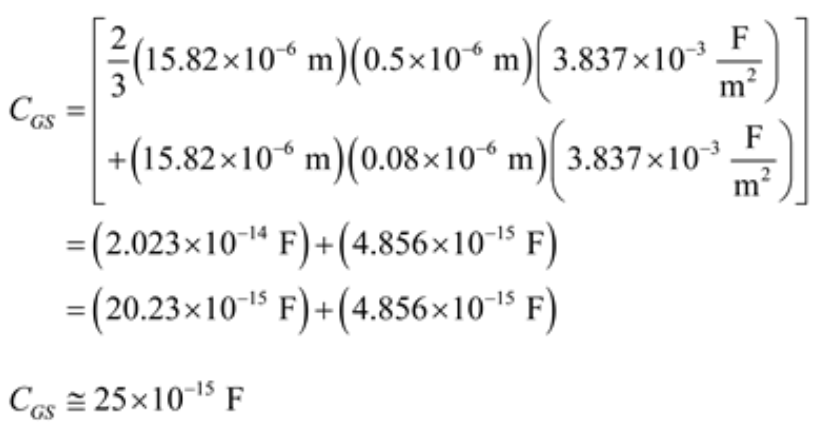 C_GS = [ 2/3 (15.82×10⁻⁶ m)(0.5×10⁻⁶ m)(3.837×10⁻³ F/m²)
+(15.82×10⁻⁶ m)(0.08×10⁻⁶ m)(3.837×10⁻³ F/m²) ]
=(2.023×10⁻¹⁴ F)+(4.856×10⁻¹⁵ F)
=(20.23×10⁻¹⁵ F)+(4.856×10⁻¹⁵ F)
C_GS ≅ 25×10⁻¹⁵ F